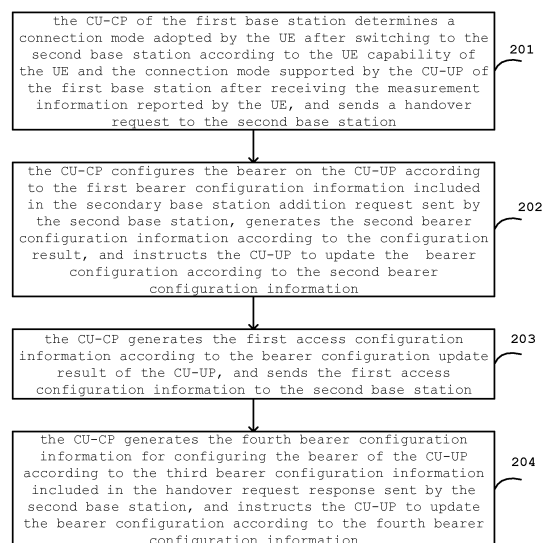 the CU-CP of the first base station determines a
connection mode adopted by the UE after switching to the
second base station according to the UE capability of
the UE and the connection mode supported by the CU-UP of
the first base station after receiving the measurement
information reported by the UE, and sends a handover
request to the second base station
201
the CU-CP configures the bearer on the CU-UP according
to the first bearer configuration information included
in the secondary base station addition request sent by
the second base station, generates the second bearer
configuration information according to the configuration
result, and instructs the CU-UP to update the bearer
configuration according to the second bearer
configuration information
202
the CU-CP generates the first access configuration
information according to the bearer configuration update
result of the CU-UP, and sends the first access
configuration information to the second base station
203
the CU-CP generates the fourth bearer configuration
information for configuring the bearer of the CU-UP
according to the third bearer configuration information
included in the handover request response sent by the
second base station, and instructs the CU-UP to update
the bearer configuration according to the fourth bearer
configuration information
204